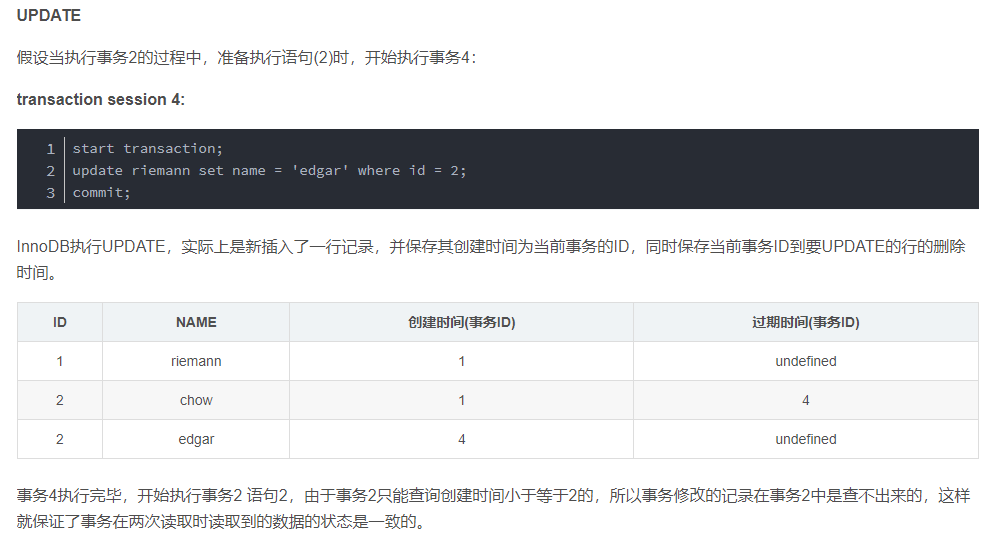 UPDATE
假设当执行事务2的过程中，准备执行语句(2)时，开始执行事务4：
transaction session 4:
1 start transaction;
2 update riemann set name = 'edgar' where id = 2;
3 commit;
InnoDB执行UPDATE，实际上是新插入了一行记录，并保存其创建时间为当前事务的ID，同时保存当前事务ID到要UPDATE的行的删除
时间。
ID NAME 创建时间(事务ID) 过期时间(事务ID)
1 riemann 1 undefined
2 chow 1 4
2 edgar 4 undefined
事务4执行完毕，开始执行事务2 语句2，由于事务2只能查询创建时间小于等于2的，所以事务修改的记录在事务2中是查不出来的，这样
就保证了事务在两次读取时读取到的数据的状态是一致的。